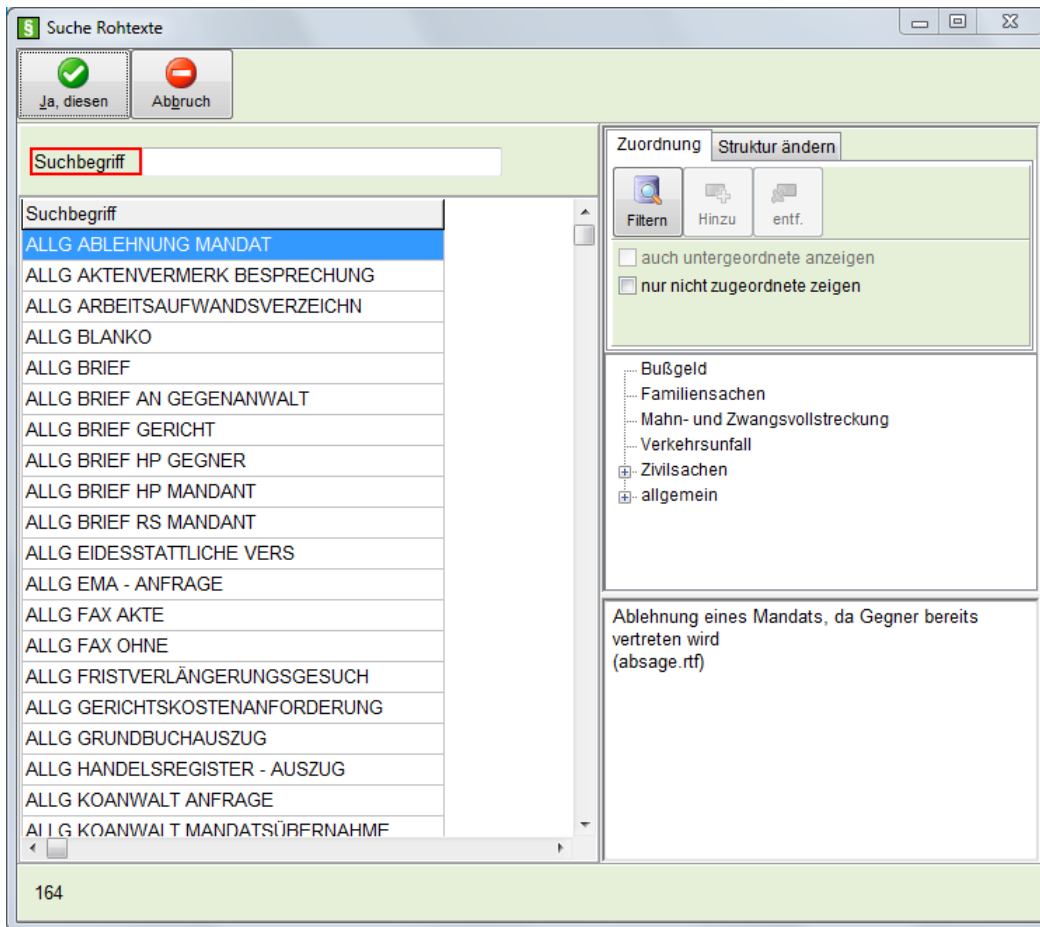 Suche Rohtexte
Ja, diesen
Abbruch
Suchbegriff
Suchbegriff
ALLG ABLEHNUNG MANDAT
ALLG AKTENVERMERK BESPRECHUNG
ALLG ARBEITSAUFWANDSVERZEICHN
ALLG BLANKO
ALLG BRIEF
ALLG BRIEF AN GEGENANWALT
ALLG BRIEF GERICHT
ALLG BRIEF HP GEGNER
ALLG BRIEF HP MANDANT
ALLG BRIEF RS MANDANT
ALLG EIDESSTATTLICHE VERS
ALLG EMA - ANFRAGE
ALLG FAX AKTE
ALLG FAX OHNE
ALLG FRISTVERLÄNGERUNGSGESUCH
ALLG GERICHTSKOSTENANFORDERUNG
ALLG GRUNDBUCHAUSZUG
ALLG HANDELSREGISTER - AUSZUG
ALLG KOANWALT ANFRAGE
ALLG KOANWALT MANDATSÜBERNAHME
Zuordnung
Struktur ändern
Filtern
Hinzu
entf.
auch untergeordnete anzeigen
nur nicht zugeordnete zeigen
Bußgeld
Familiensachen
Mahn- und Zwangsvollstreckung
Verkehrsunfall
Zivilsachen
allgemein
Ablehnung eines Mandats, da Gegner bereits
vertreten wird
(absage.rtf)
164